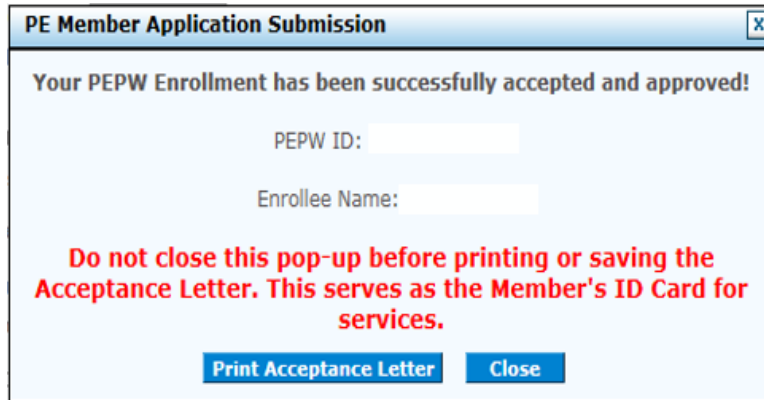 PE Member Application Submission
X
Your PEPW Enrollment has been successfully accepted and approved!
PEPW ID:
Enrollee Name:
Do not close this pop-up before printing or saving the
Acceptance Letter. This serves as the Member's ID Card for
services.
Print Acceptance Letter Close